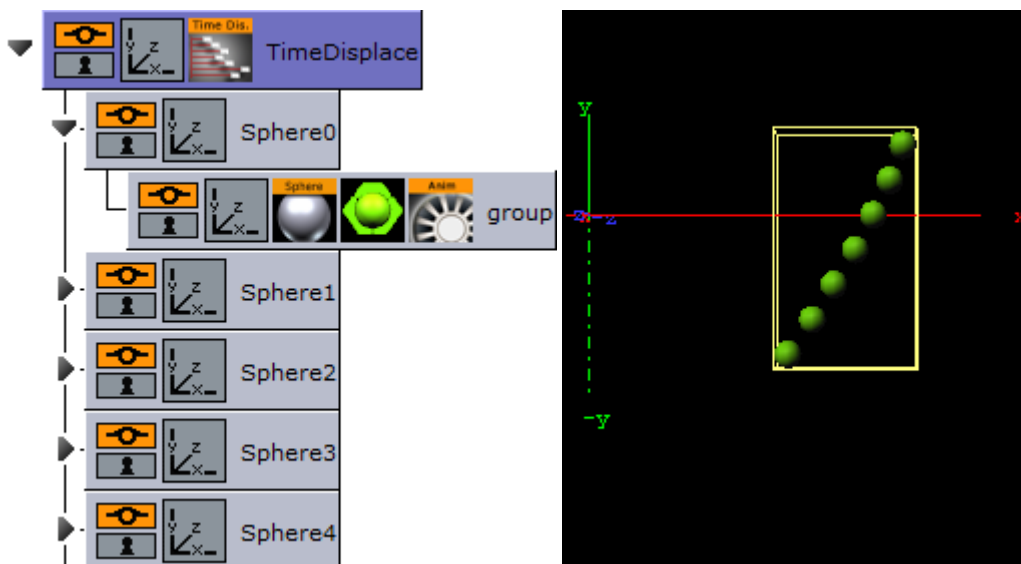 Time Dis.
y z
x
TimeDisplace
y z
x
Sphere0
y z
x
Sphere
Anim
group
y z
x
Sphere1
y z
x
Sphere2
y z
x
Sphere3
y z
x
Sphere4
y
z -z
x
-y